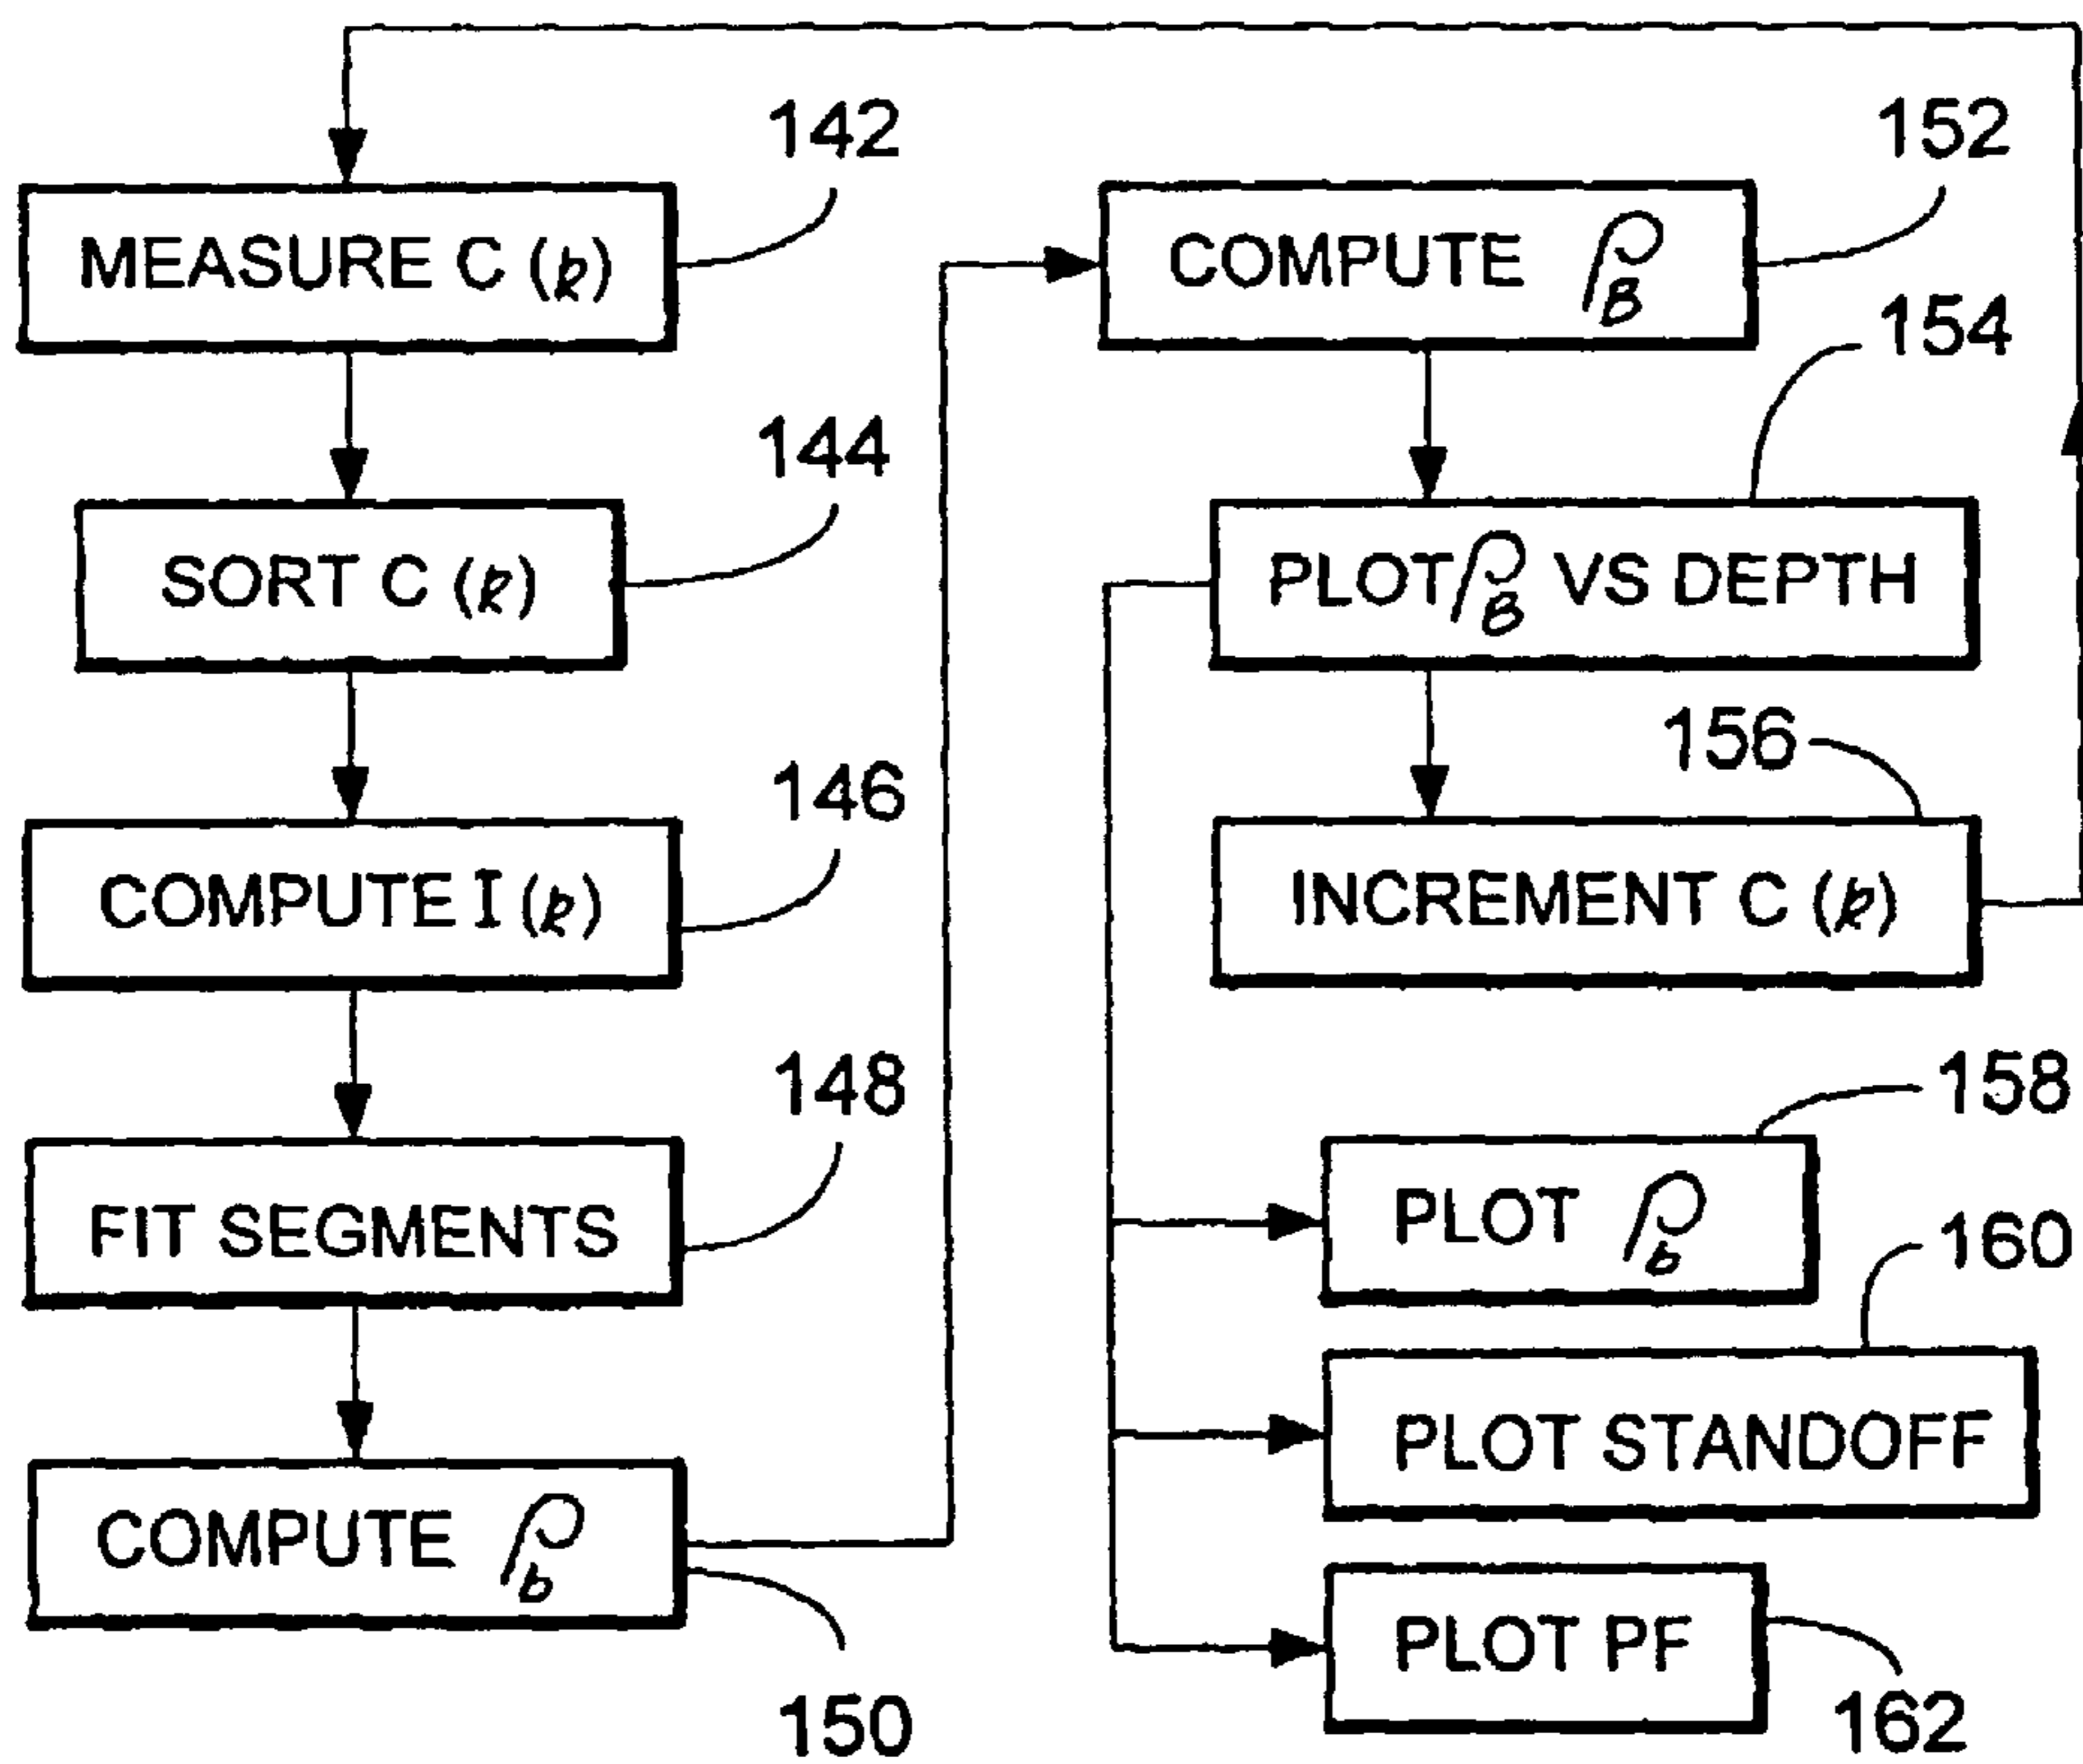 142
MEASURE C (k)
144
SORT C (k)
146
COMPUTE I (k)
148
FIT SEGMENTS
COMPUTE ρb
150
152
COMPUTE ρB
154
PLOT ρB VS DEPTH
156
INCREMENT C (k)
158
PLOT ρb
160
PLOT STANDOFF
PLOT PF
162